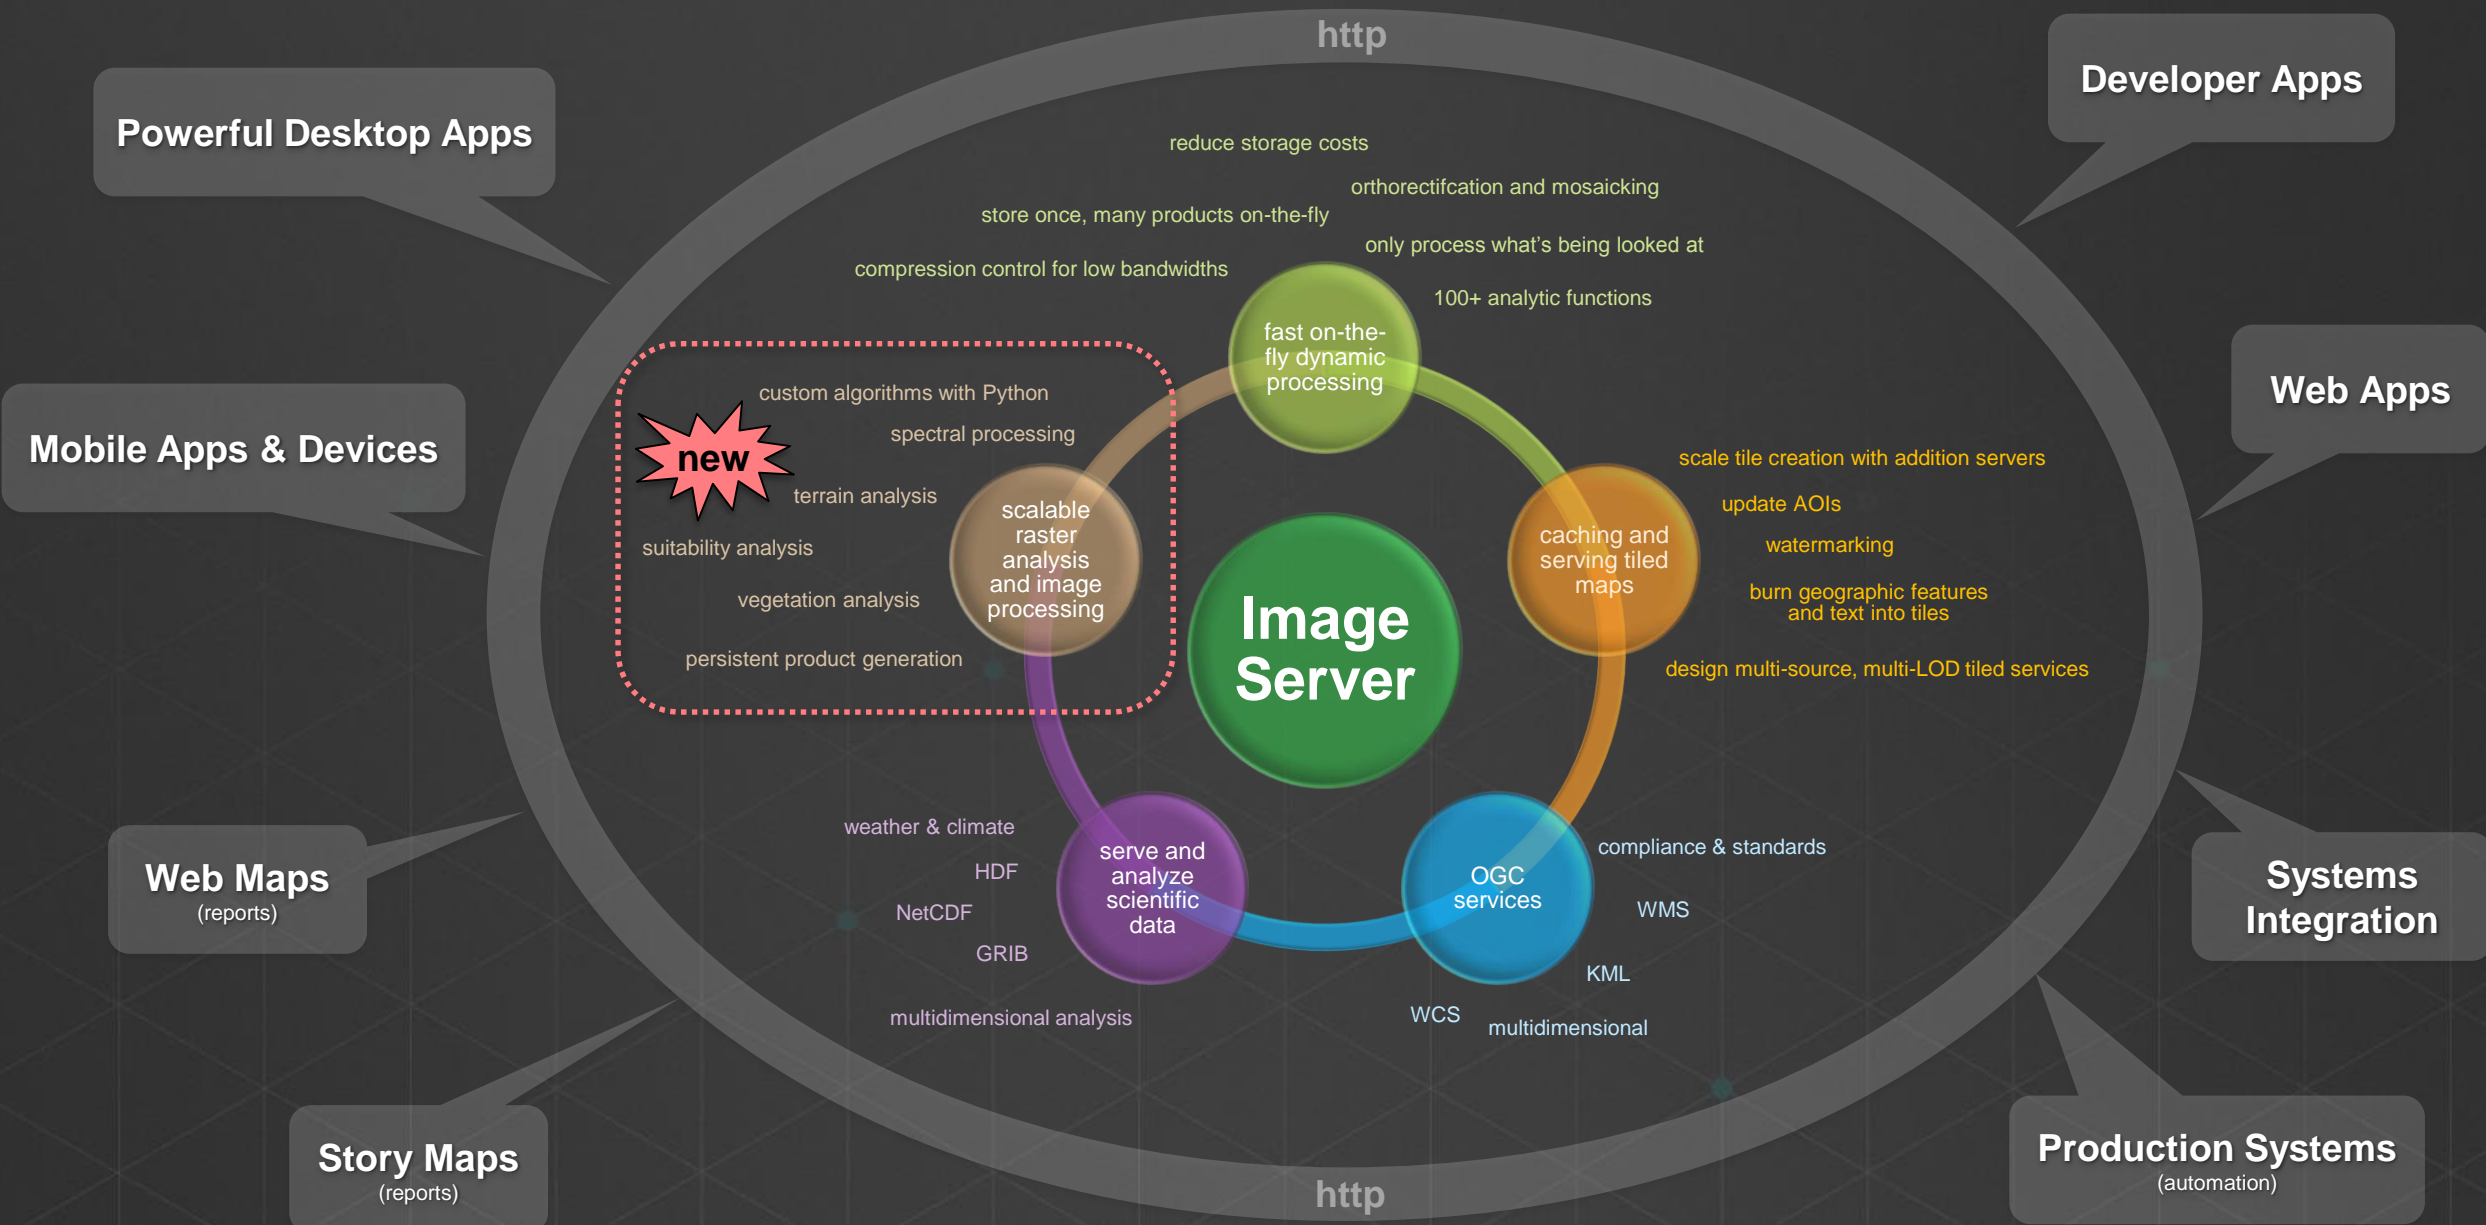 http
Developer Apps
Powerful Desktop Apps
reduce storage costs
orthorectifcation and mosaicking
store once, many products on-the-fly
only process what's being looked at
compression control for low bandwidths
100+ analytic functions
fast on-the-
fly dynamic
processing
Web Apps
Mobile Apps & Devices
custom algorithms with Python
spectral processing
new
terrain analysis
suitability analysis
vegetation analysis
persistent product generation
scalable
raster
analysis
and image
processing
scale tile creation with addition servers
update AOIs
watermarking
burn geographic features
and text into tiles
design multi-source, multi-LOD tiled services
caching and
serving tiled
maps
Image
Server
weather & climate
HDF
NetCDF
GRIB
multidimensional analysis
serve and
analyze
scientific
data
OGC
services
compliance & standards
WMS
KML
WCS
multidimensional
Web Maps
(reports)
Systems
Integration
Story Maps
(reports)
Production Systems
(automation)
http